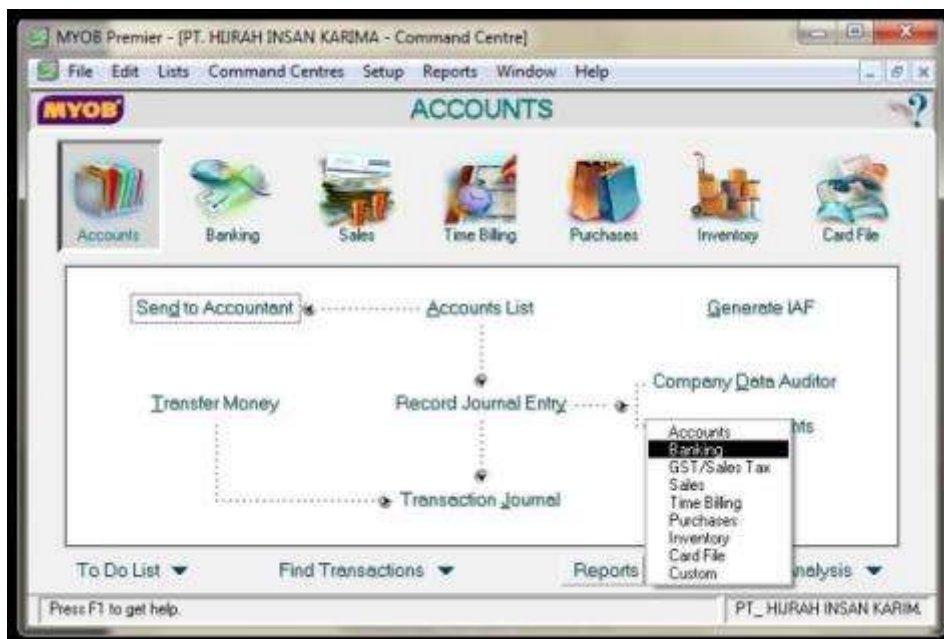 MYOB Premier - [PT. HIJRAH INSAN KARIMA - Command Centre]
File Edit Lists Command Centres Setup Reports Window Help
MYOB
ACCOUNTS
?
Accounts Banking Sales Time Billing Purchases Inventory Card File
Send to Accountant Accounts List Generate IAF
Company Data Auditor
Transfer Money Record Journal Entry
nts
Accounts
Banking
GST/Sales Tax
Sales
Time Billing
Purchases
Inventory
Card File
Custom
Transaction Journal
To Do List Find Transactions Reports nalysis
Press F1 to get help. PT_ HIJRAH INSAN KARIM